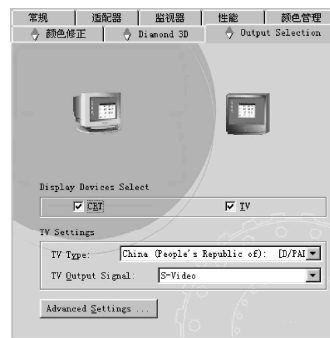 常规 适配器 监视器 性能 颜色管理
颜色修正 Diamond 3D Output Selection
Display Devices Select
CRT TV
TV Settings
TV Type: China (People's Republic of): [D/PAI
TV Output Signal: S-Video
Advanced Settings ...